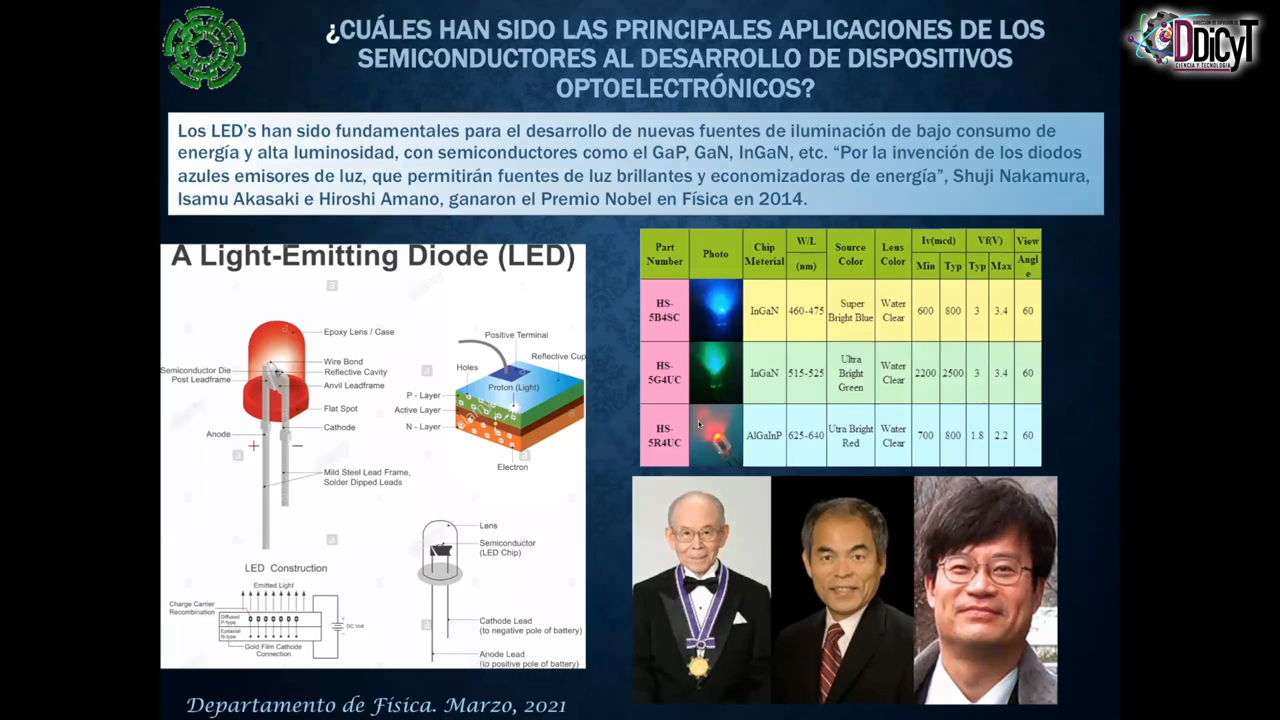 ¿CUÁLES HAN SIDO LAS PRINCIPALES APLICACIONES DE LOS
SEMICONDUCTORES AL DESARROLLO DE DISPOSITIVOS
OPTOELECTRÓNICOS?
DIRECCIÓN DE DIFUSIÓN DE
DDiCyT
CIENCIA Y TECNOLOGÍA
Los LED's han sido fundamentales para el desarrollo de nuevas fuentes de iluminación de bajo consumo de
energía y alta luminosidad, con semiconductores como el GaP, GaN, InGaN, etc. "Por la invención de los diodos
azules emisores de luz, que permitirán fuentes de luz brillantes y economizadoras de energía", Shuji Nakamura,
Isamu Akasaki e Hiroshi Amano, ganaron el Premio Nobel en Física en 2014.
A Light-Emitting Diode (LED)
Epoxy Lens / Case
Wire Bond
Reflective Cavity
Semiconductor Die
Post Leadframe
Anvil Leadframe
Flat Spot
Cathode
Anode
+ −
Mild Steel Lead Frame,
Solder Dipped Leads
LED Construction
Positive Terminal
Reflective Cup
Holes
Proton (Light)
P - Layer
Active Layer
N - Layer
Electron
Emitted Light
Charge Carrier
Recombination
Diffused
P-type
Epitaxial
N-type
DC Volt
Gold Film Cathode
Connection
Lens
Semiconductor
(LED Chip)
Cathode Lead
(to negative pole of battery)
Anode Lead
(to positive pole of battery)
Part Number Photo Chip Meterial W/L (nm) Source Color Lens Color Iv(mcd) Min Typ Vf(V) Typ Max View Angle
HS-5B4SC InGaN 460-475 Super Bright Blue Water Clear 600 800 3 3.4 60
HS-5G4UC InGaN 515-525 Ultra Bright Green Water Clear 2200 2500 3 3.4 60
HS-5R4UC AlGaInP 625-640 Utra Bright Red Water Clear 700 800 1.8 2.2 60
Departamento de Física. Marzo, 2021